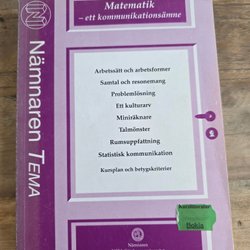 Matematik
– ett kommunikationsämne
Nämnaren TEMA
Arbetssätt och arbetsformer
Samtal och resonemang
Problemlösning
Ett kulturarv
Miniräknare
Talmönster
Rumsuppfattning
Statistisk kommunikation
Kursplan och betygskriterier
Nämnaren